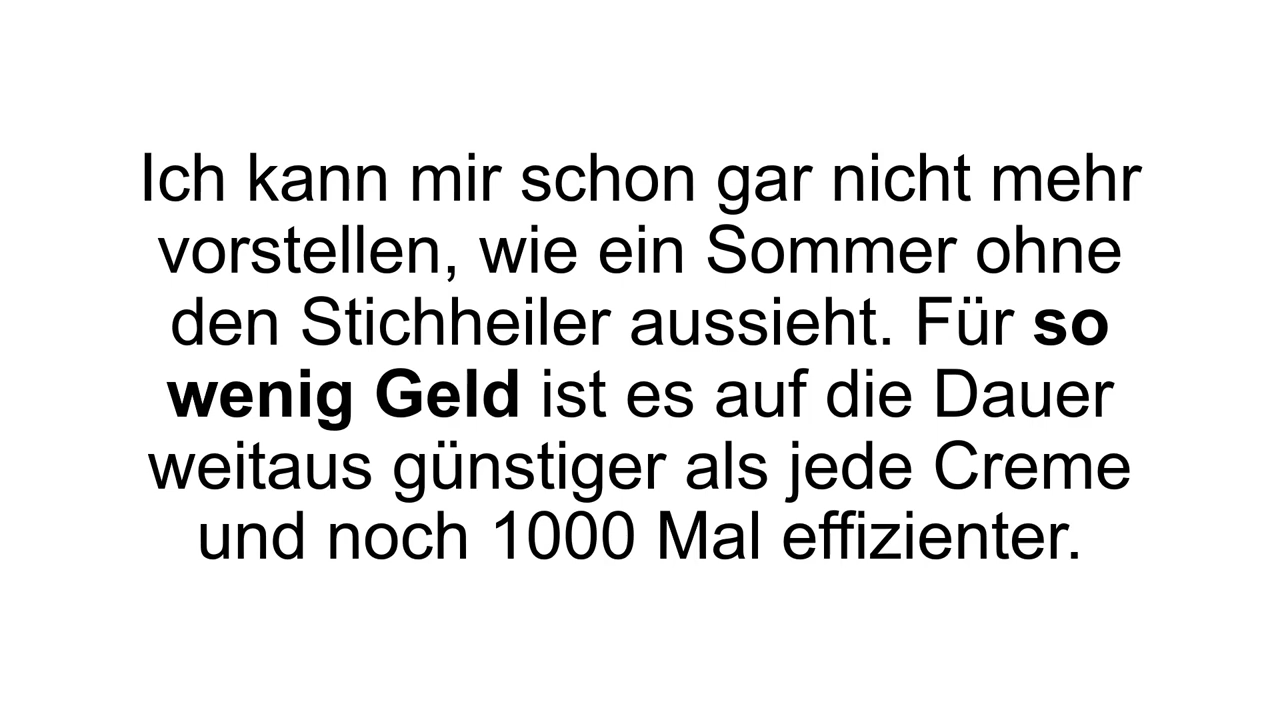 Ich kann mir schon gar nicht mehr
vorstellen, wie ein Sommer ohne
den Stichheiler aussieht. Für so
wenig Geld ist es auf die Dauer
weitaus günstiger als jede Creme
und noch 1000 Mal effizienter.